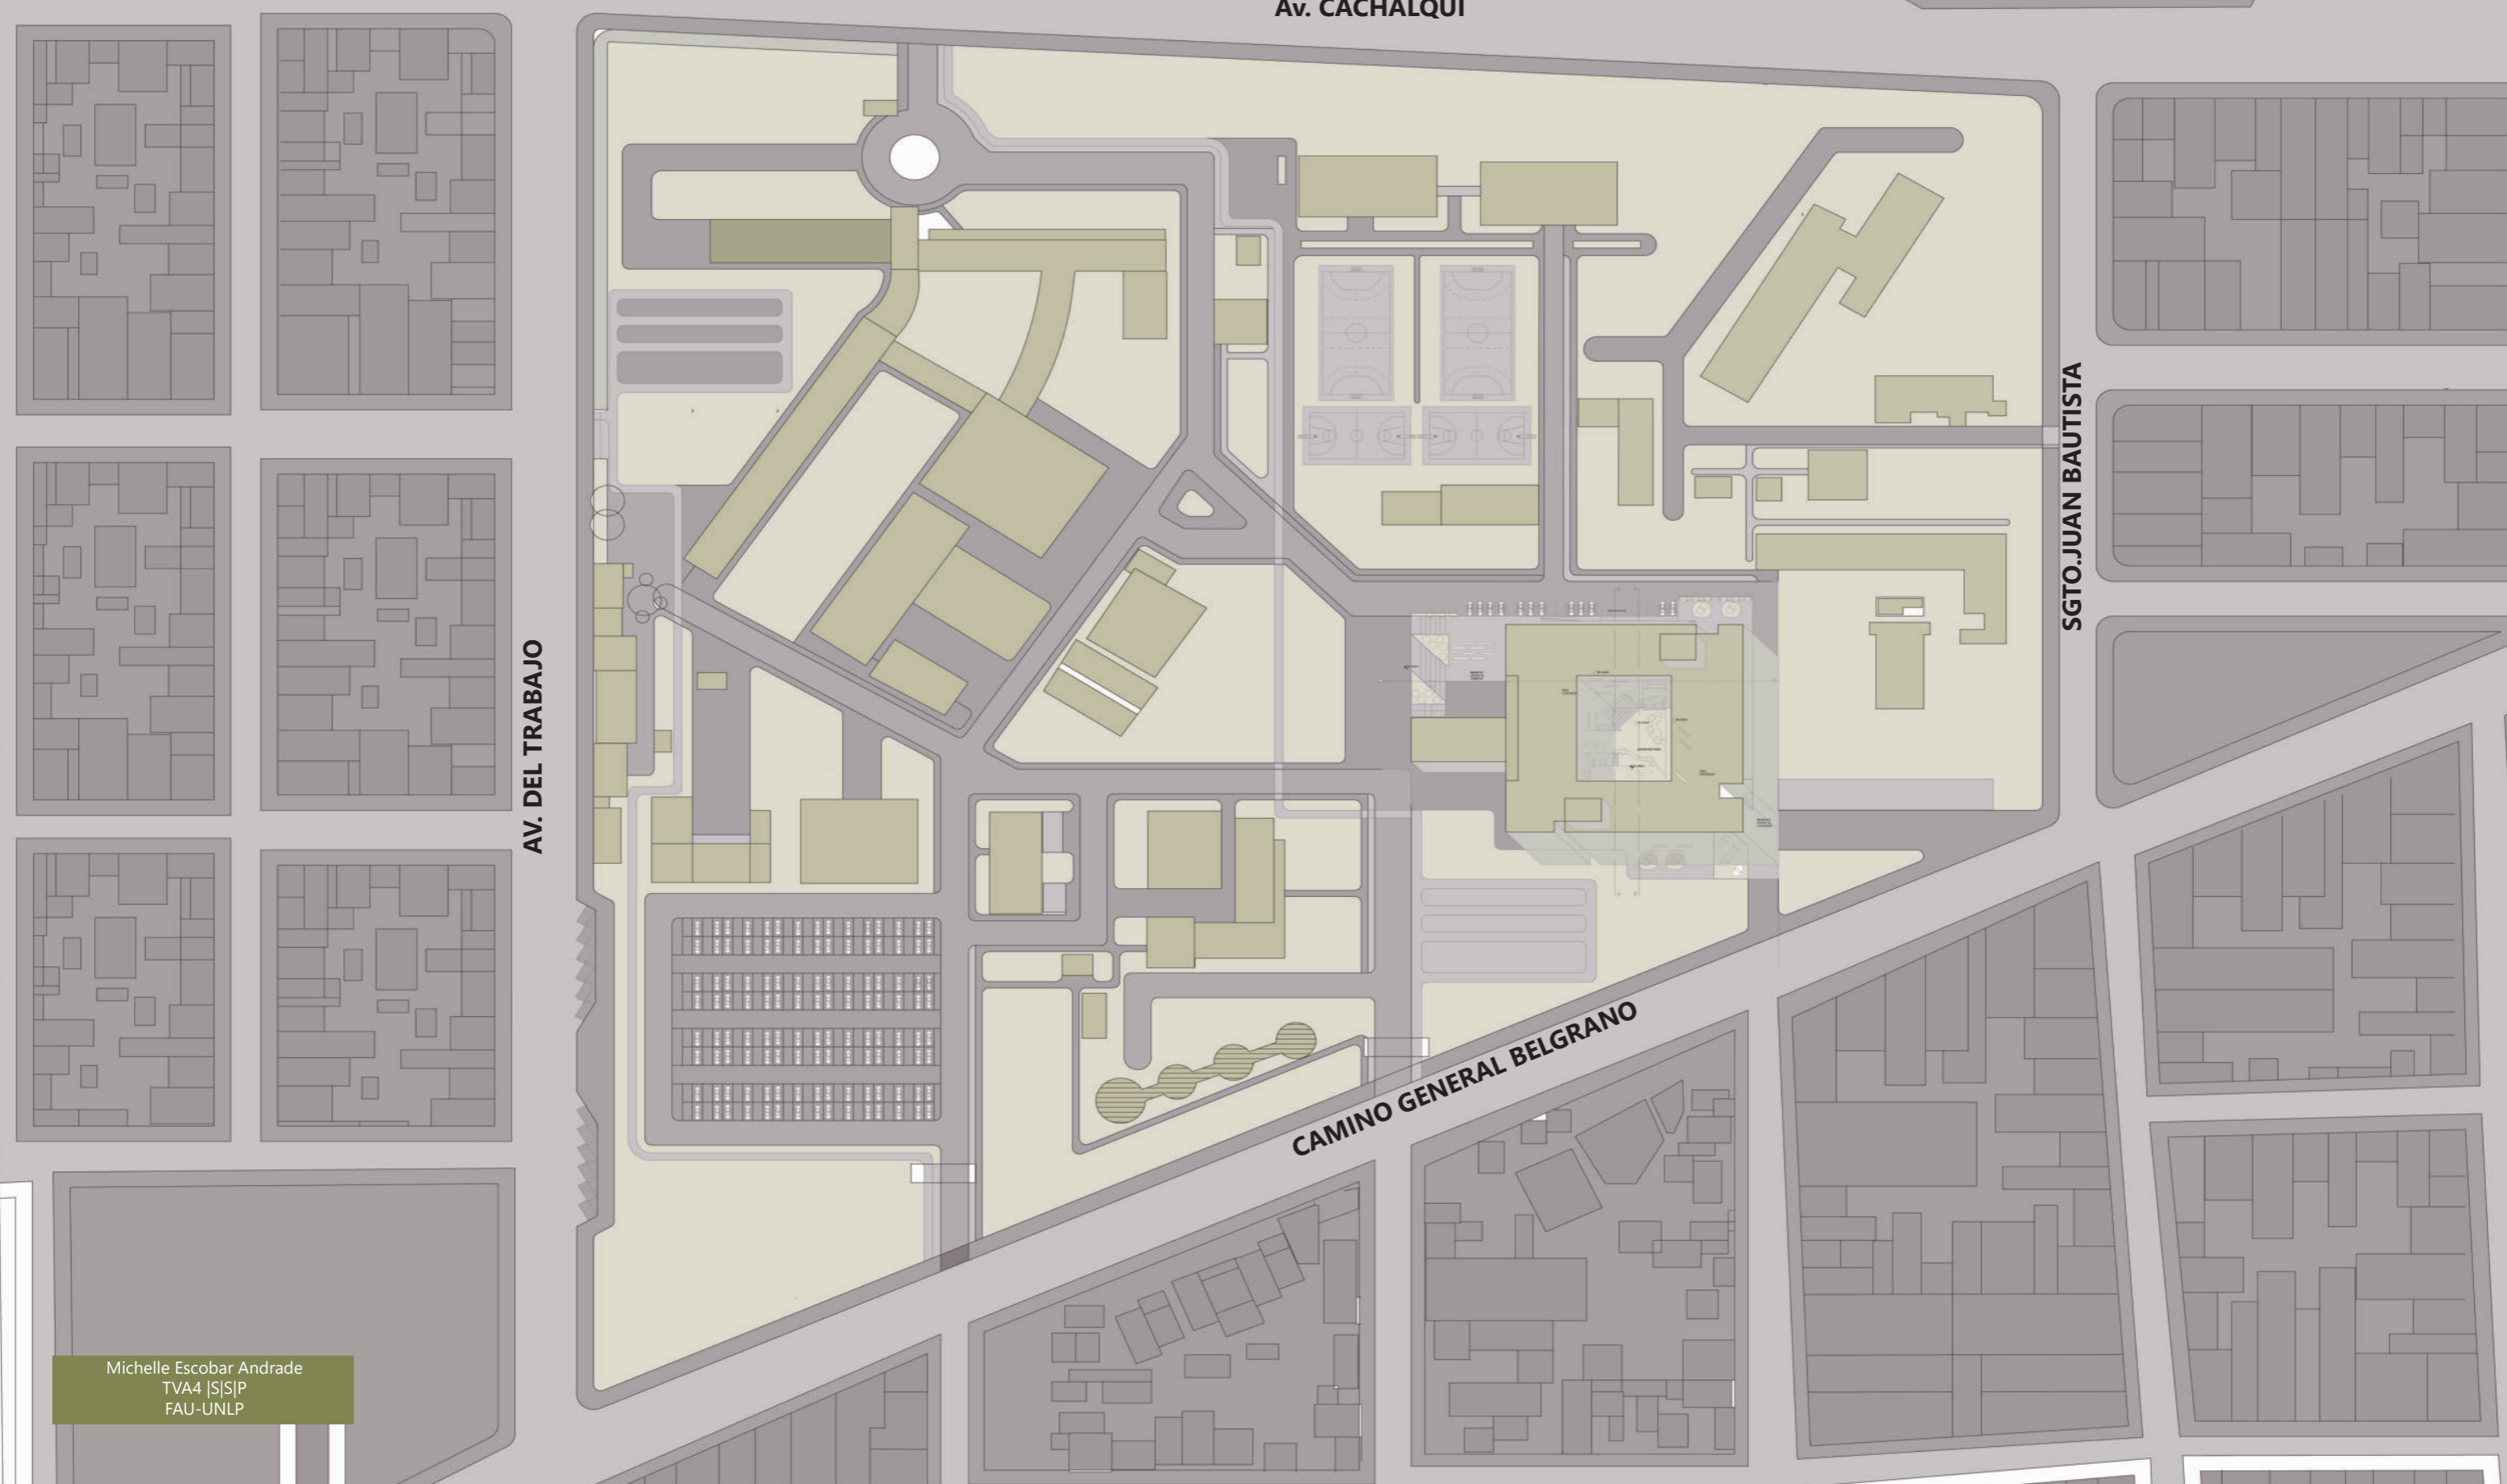 Av. CACHALQUI
SGTO.JUAN BAUTISTA
AV. DEL TRABAJO
CAMINO GENERAL BELGRANO
Michelle Escobar Andrade
TVA4 |S|S|P
FAU-UNLP